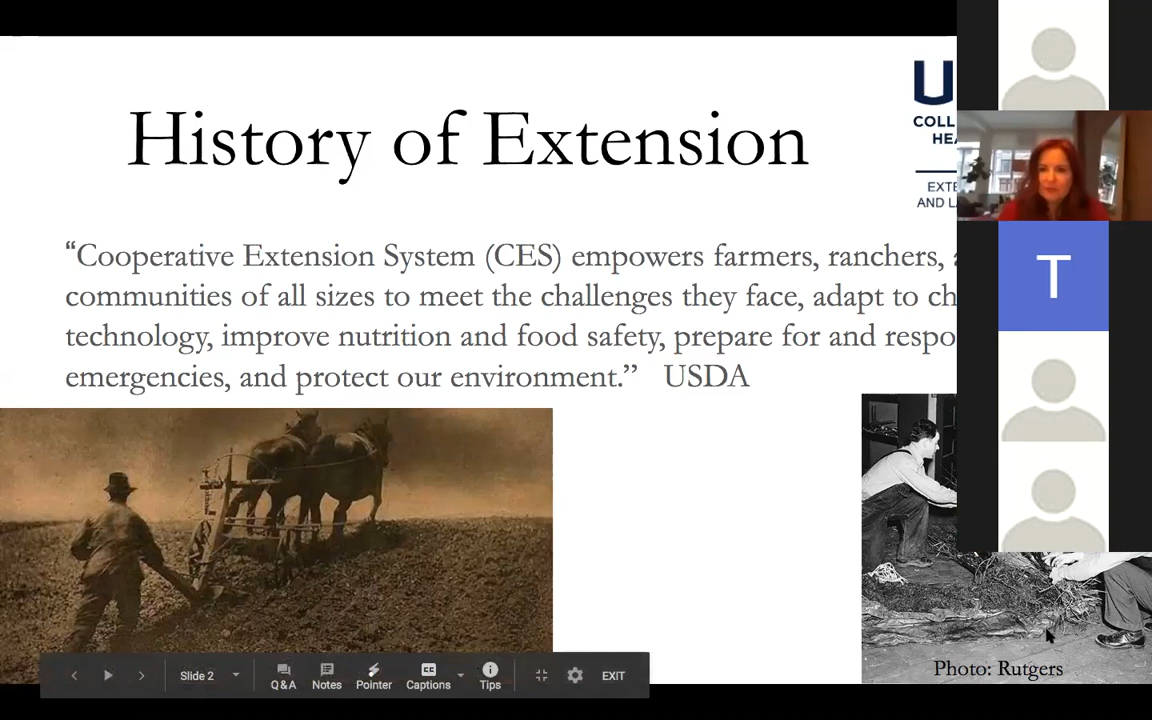 History of Extension
U
COLL
HEA
EXTE
AND LA
“Cooperative Extension System (CES) empowers farmers, ranchers,
communities of all sizes to meet the challenges they face, adapt to ch
technology, improve nutrition and food safety, prepare for and respo
emergencies, and protect our environment.” USDA
T
Photo: Rutgers
Slide 2
Q&A
Notes
Pointer
CC
Captions
Tips
EXIT